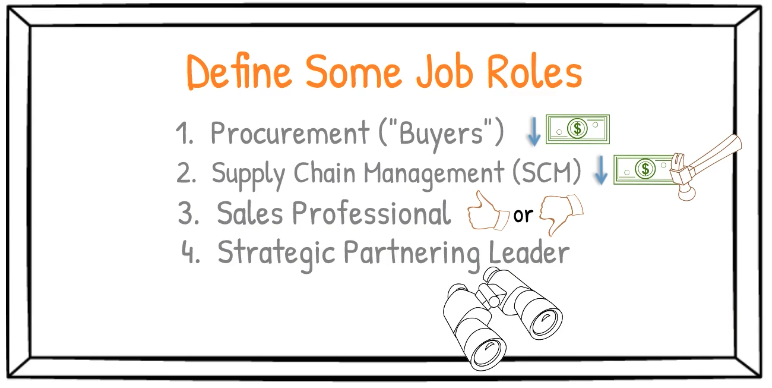 Define Some Job Roles
1. Procurement ("Buyers") $
2. Supply Chain Management (SCM) $
3. Sales Professional or
4. Strategic Partnering Leader